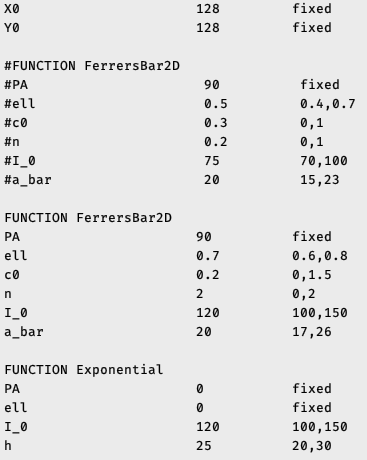 X0 128 fixed
Y0 128 fixed
#FUNCTION FerrersBar2D
#PA 90 fixed
#ell 0.5 0.4,0.7
#c0 0.3 0,1
#n 0.2 0,1
#I_0 75 70,100
#a_bar 20 15,23
FUNCTION FerrersBar2D
PA 90 fixed
ell 0.7 0.6,0.8
c0 0.2 0,1.5
n 2 0,2
I_0 120 100,150
a_bar 20 17,26
FUNCTION Exponential
PA 0 fixed
ell 0 fixed
I_0 120 100,150
h 25 20,30